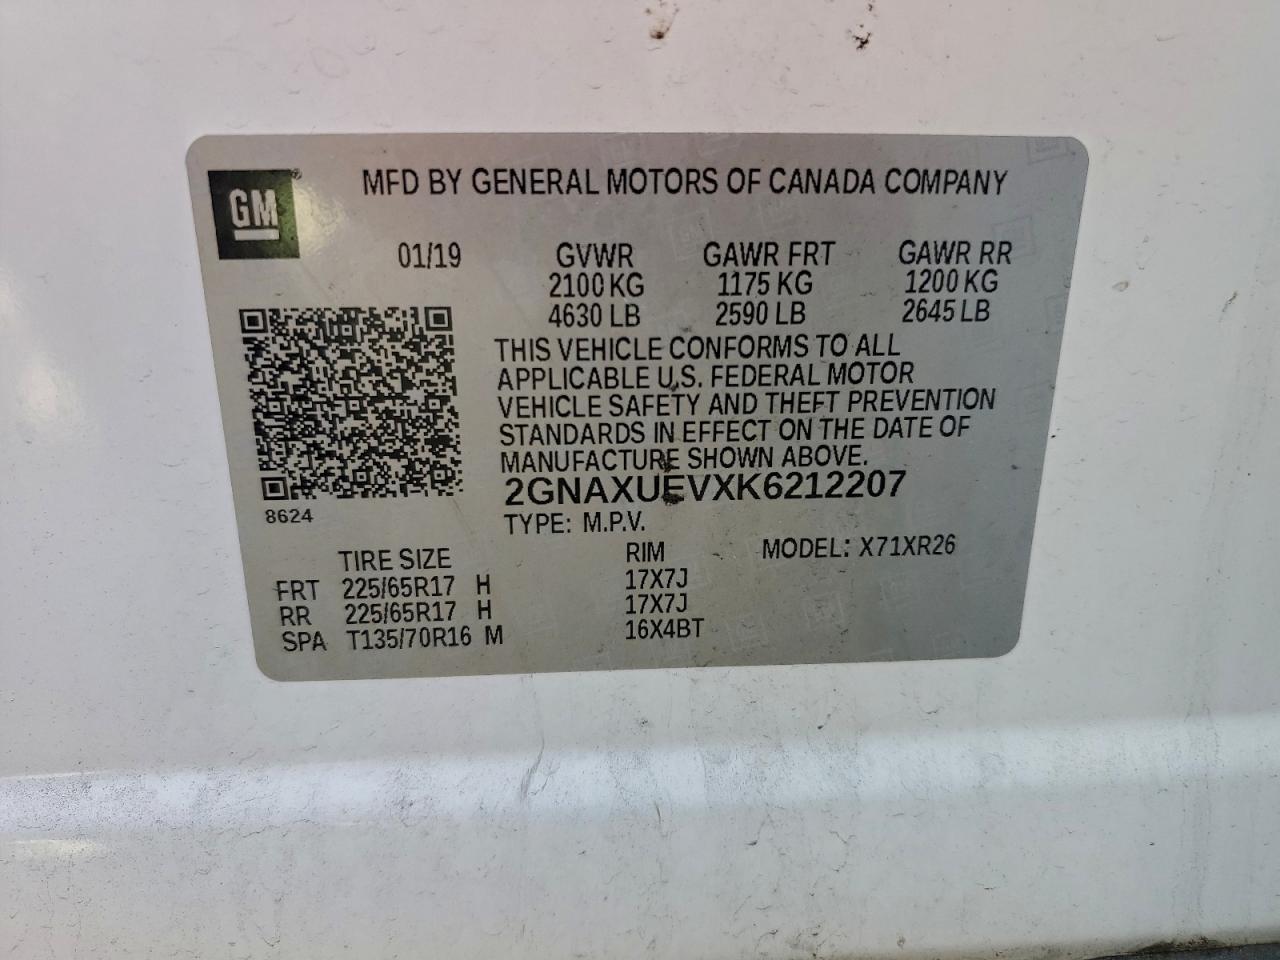 GM®
MFD BY GENERAL MOTORS OF CANADA COMPANY
01/19 GVWR GAWR FRT GAWR RR
2100 KG 1175 KG 1200 KG
4630 LB 2590 LB 2645 LB
THIS VEHICLE CONFORMS TO ALL
APPLICABLE U.S. FEDERAL MOTOR
VEHICLE SAFETY AND THEFT PREVENTION
STANDARDS IN EFFECT ON THE DATE OF
MANUFACTURE SHOWN ABOVE.
2GNAXUEVXK6212207
8624
TYPE: M.P.V.
TIRE SIZE RIM MODEL: X71XR26
FRT 225/65R17 H 17X7J
RR 225/65R17 H 17X7J
SPA T135/70R16 M 16X4BT